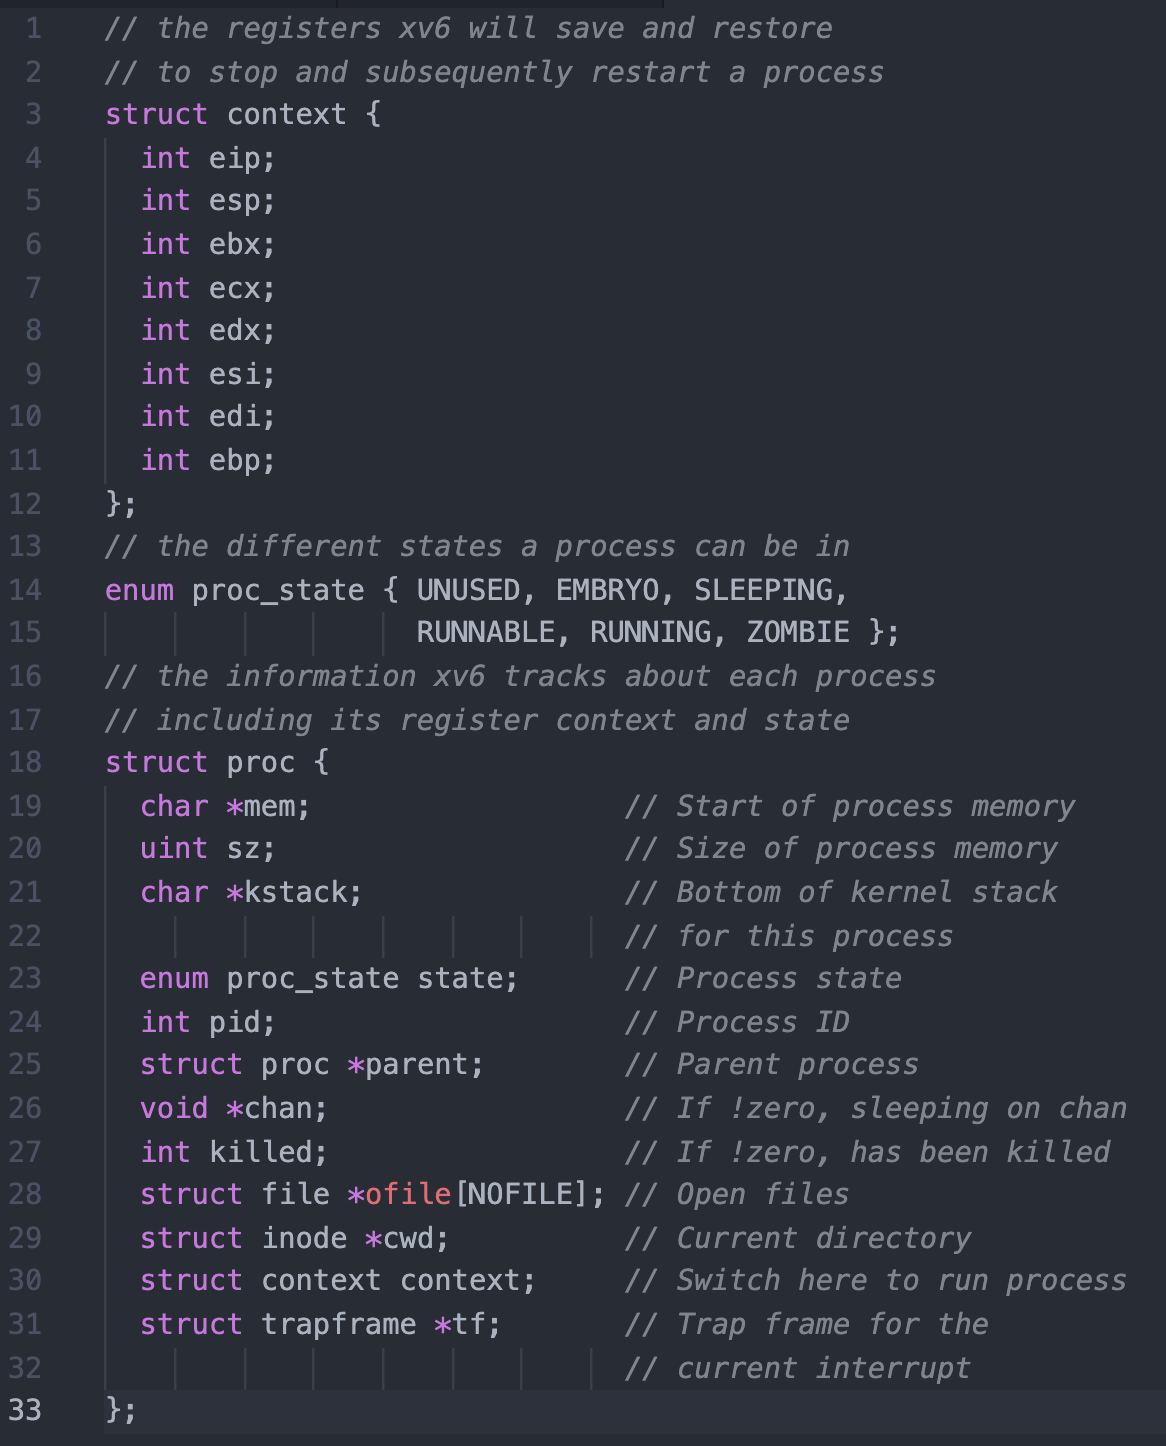 1 // the registers xv6 will save and restore
2 // to stop and subsequently restart a process
3 struct context {
4   int eip;
5   int esp;
6   int ebx;
7   int ecx;
8   int edx;
9   int esi;
10   int edi;
11   int ebp;
12 };
13 // the different states a process can be in
14 enum proc_state { UNUSED, EMBRYO, SLEEPING,
15                   RUNNABLE, RUNNING, ZOMBIE };
16 // the information xv6 tracks about each process
17 // including its register context and state
18 struct proc {
19   char *mem;                  // Start of process memory
20   uint sz;                    // Size of process memory
21   char *kstack;               // Bottom of kernel stack
22                               // for this process
23   enum proc_state state;      // Process state
24   int pid;                    // Process ID
25   struct proc *parent;        // Parent process
26   void *chan;                 // If !zero, sleeping on chan
27   int killed;                 // If !zero, has been killed
28   struct file *ofile[NOFILE]; // Open files
29   struct inode *cwd;          // Current directory
30   struct context context;     // Switch here to run process
31   struct trapframe *tf;       // Trap frame for the
32                               // current interrupt
33 };